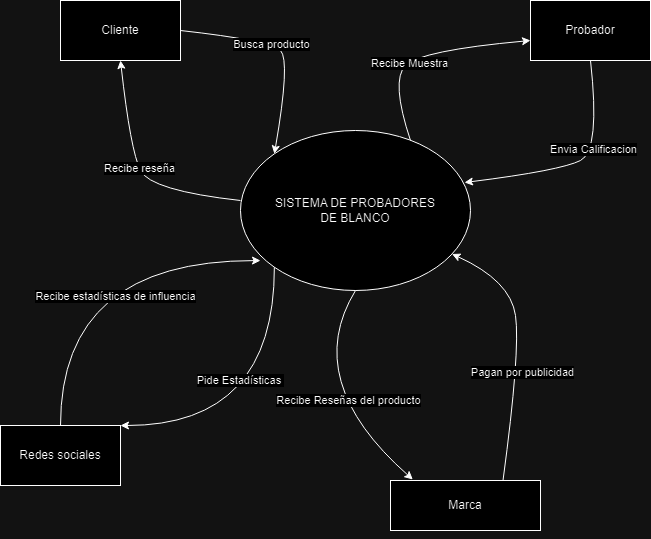 Cliente
Probador
Busca producto
Recibe Muestra
Envia Calificacion
Recibe reseña
SISTEMA DE PROBADORES
DE BLANCO
Recibe estadísticas de influencia
Pide Estadísticas
Pagan por publicidad
Recibe Reseñas del producto
Redes sociales
Marca